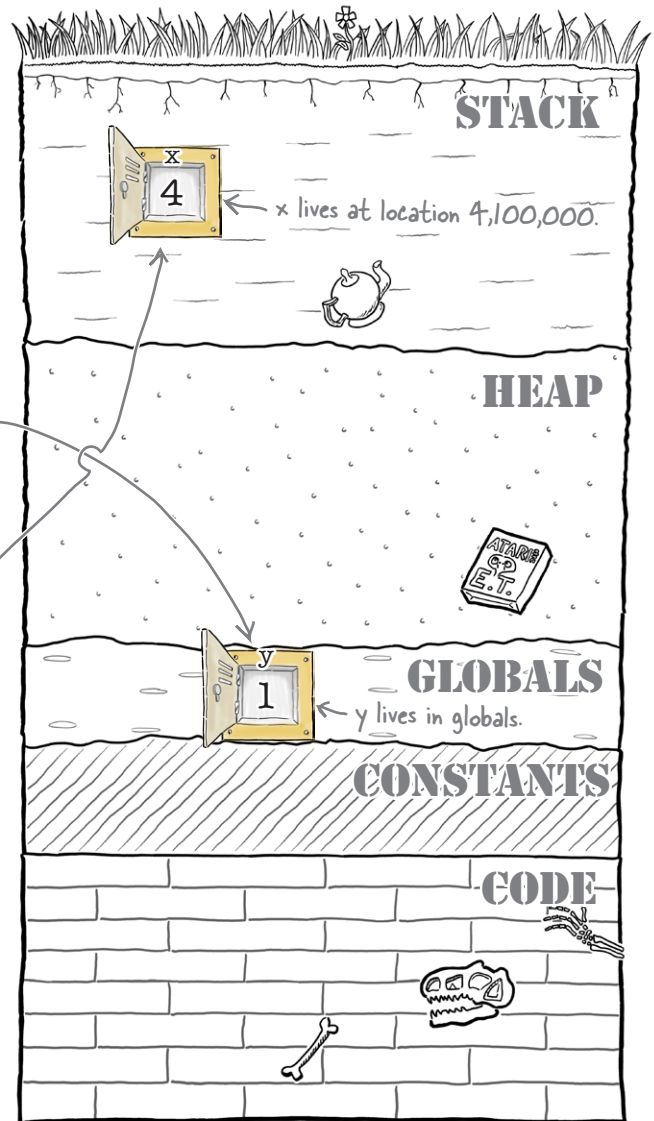 STACK
x
4
x lives at location 4,100,000.
HEAP
ATARI
E.T.
y
GLOBALS
1
y lives in globals.
CONSTANTS
CODE